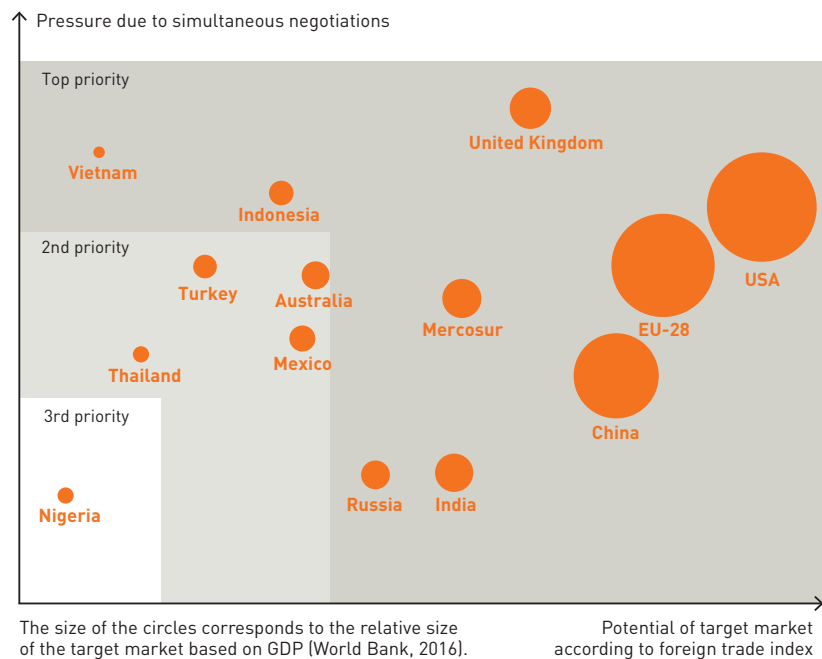 Pressure due to simultaneous negotiations
Top priority
United Kingdom
Vietnam
Indonesia
2nd priority
USA
Turkey
Australia
Mercosur
EU-28
Mexico
Thailand
3rd priority
China
Russia
India
Nigeria
The size of the circles corresponds to the relative size
of the target market based on GDP (World Bank, 2016).
Potential of target market
according to foreign trade index